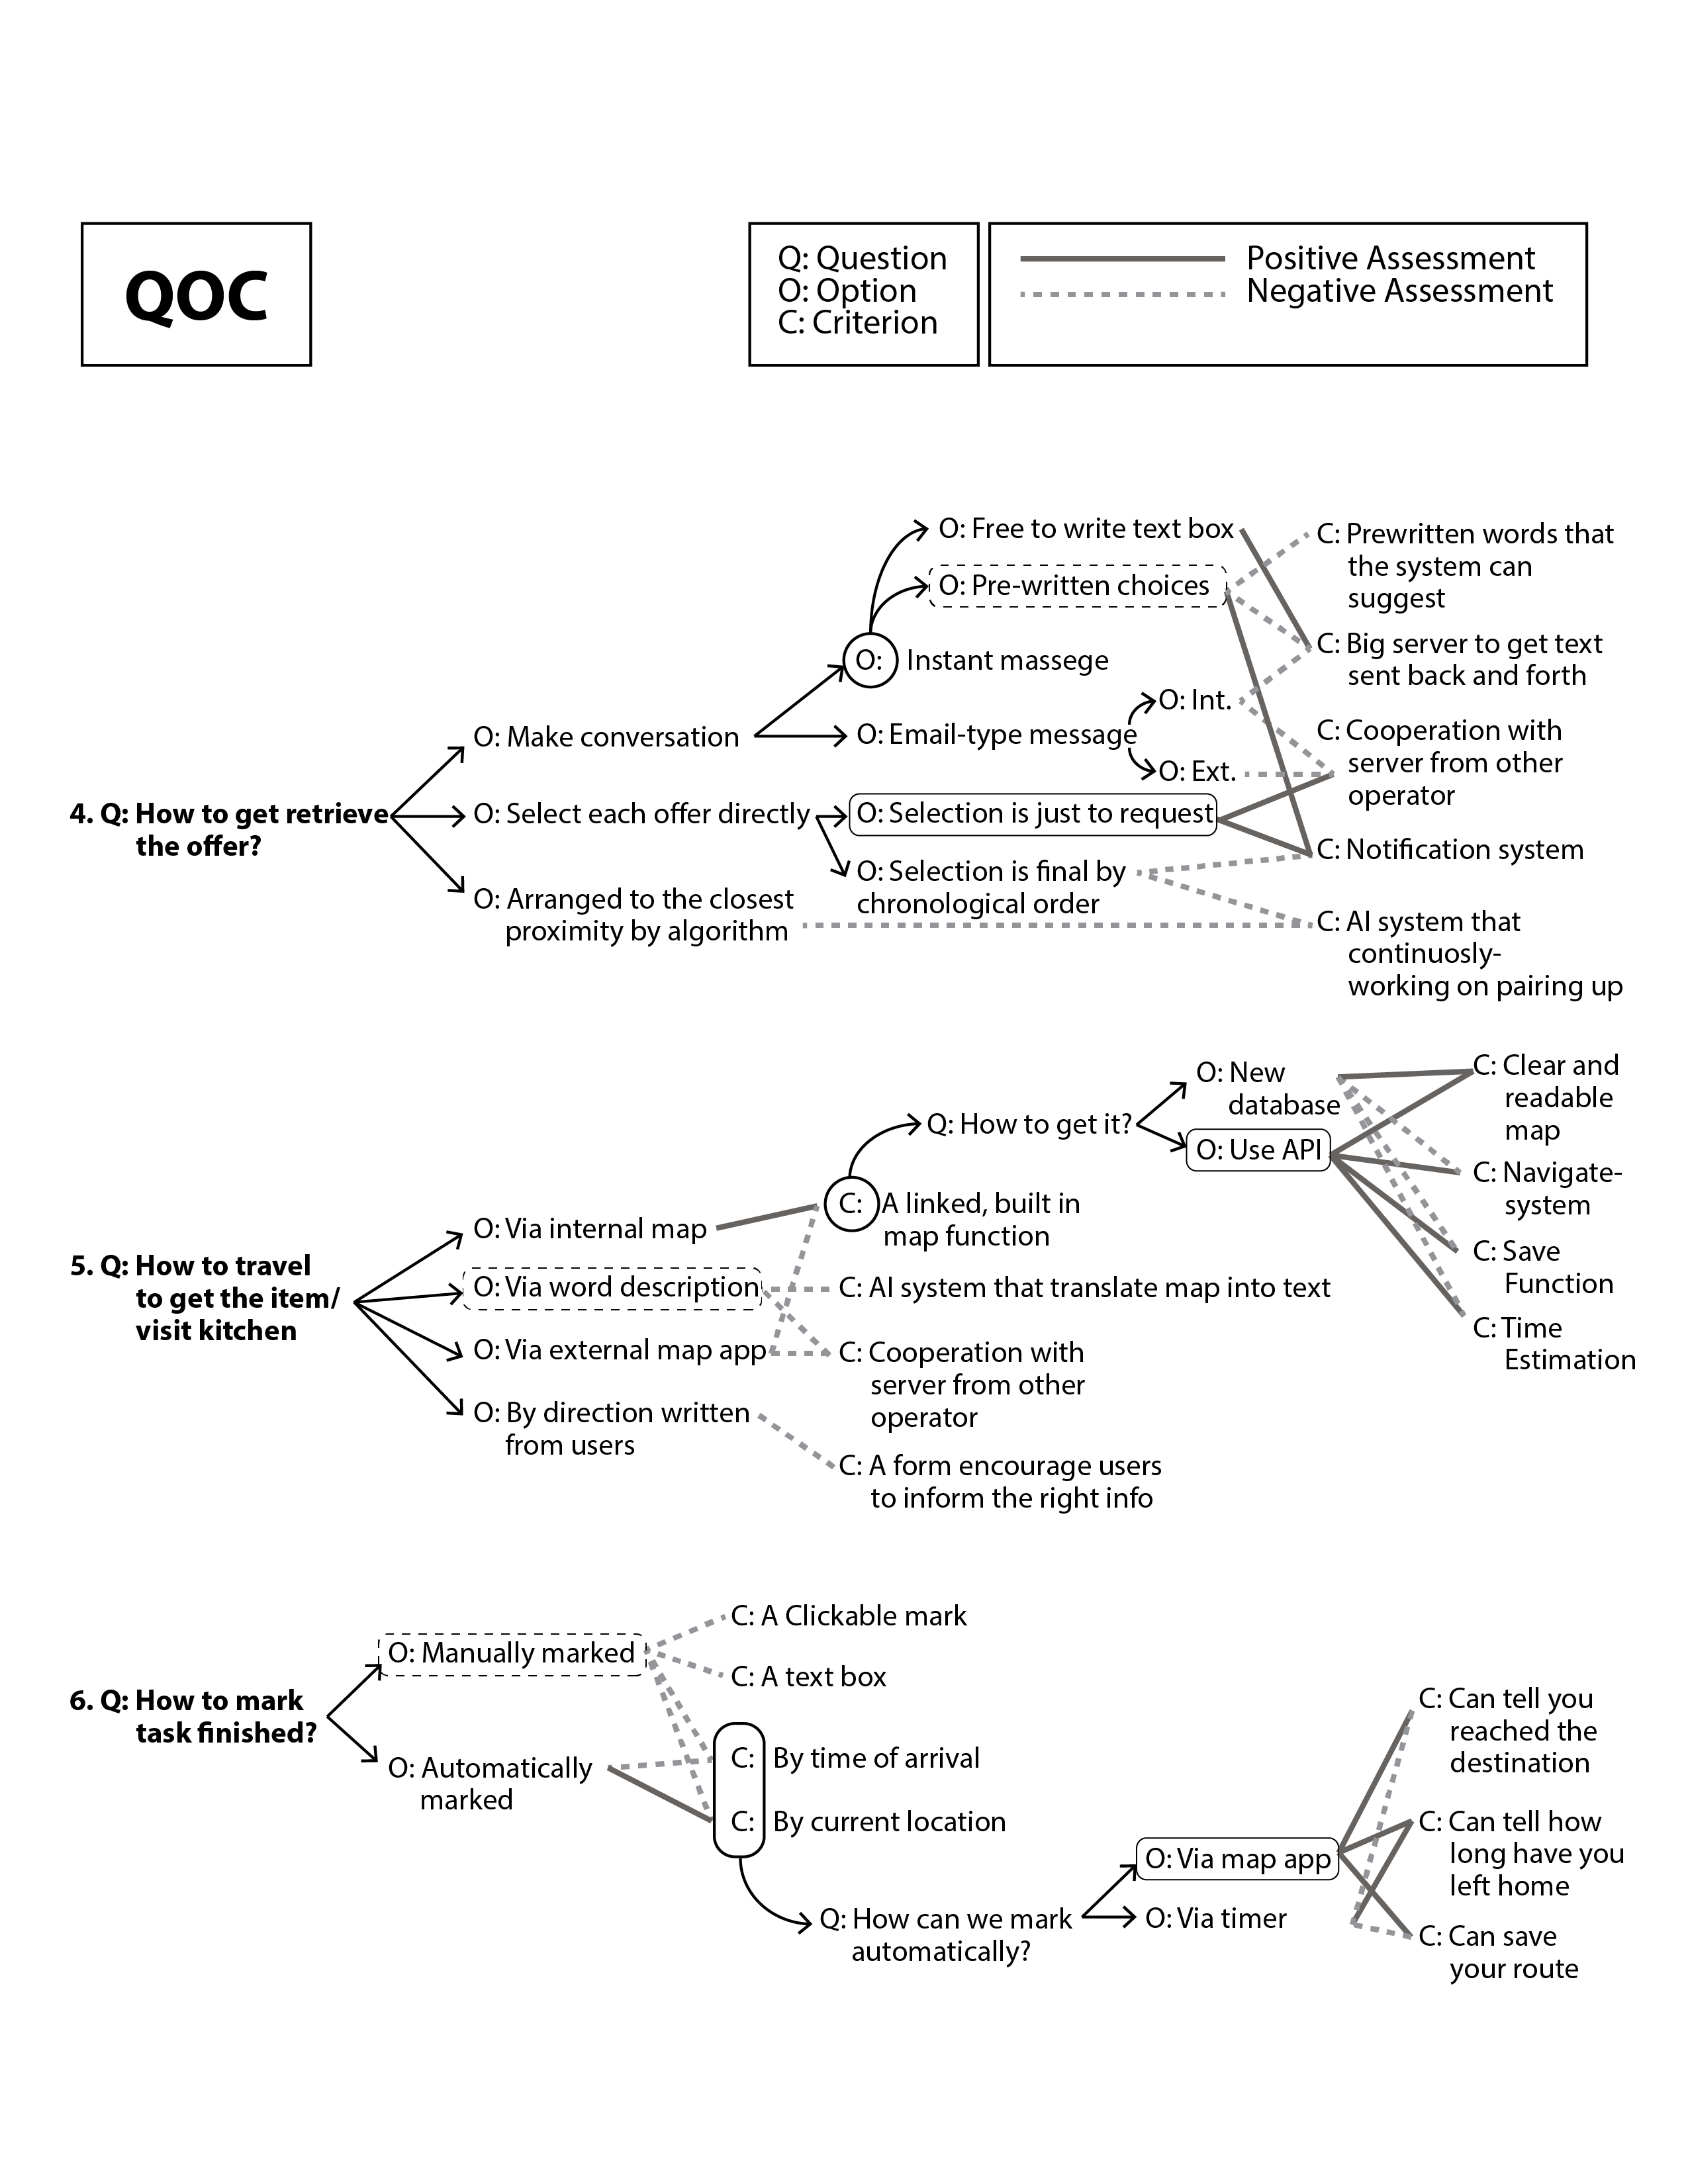 QOC
Q: Question
O: Option
C: Criterion
Positive Assessment
Negative Assessment
4. Q: How to get retrieve
the offer?
O: Make conversation
O: Select each offer directly
O: Arranged to the closest
proximity by algorithm
O: Instant massege
O: Email-type message
O: Free to write text box
O: Pre-written choices
O: Int.
O: Ext.
O: Selection is just to request
O: Selection is final by
chronological order
C: Prewritten words that
the system can
suggest
C: Big server to get text
sent back and forth
C: Cooperation with
server from other
operator
C: Notification system
C: AI system that
continuosly-
working on pairing up
5. Q: How to travel
to get the item/
visit kitchen
O: Via internal map
O: Via word description
O: Via external map app
O: By direction written
from users
C: A linked, built in
map function
C: AI system that translate map into text
C: Cooperation with
server from other
operator
C: A form encourage users
to inform the right info
Q: How to get it?
O: New
database
O: Use API
C: Clear and
readable
map
C: Navigate-
system
C: Save
Function
C: Time
Estimation
6. Q: How to mark
task finished?
O: Manually marked
O: Automatically
marked
C: A Clickable mark
C: A text box
C: By time of arrival
C: By current location
Q: How can we mark
automatically?
O: Via map app
O: Via timer
C: Can tell you
reached the
destination
C: Can tell how
long have you
left home
C: Can save
your route